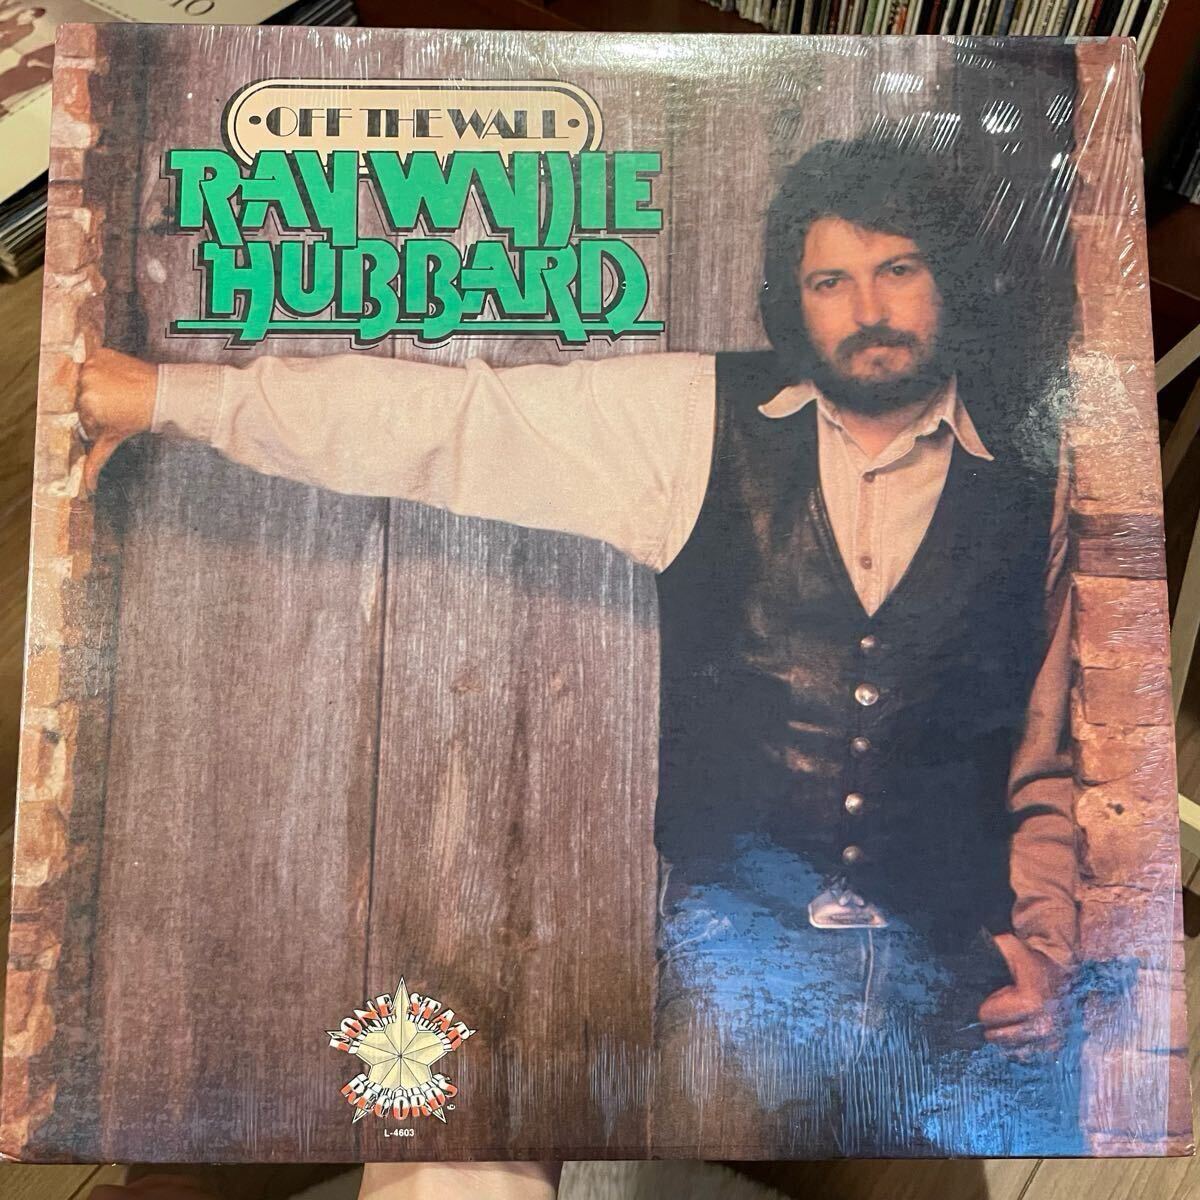 •OFF THE WALL•
RAY WYLIE
HUBBARD
LONE STAR
RECORDS
L-4603